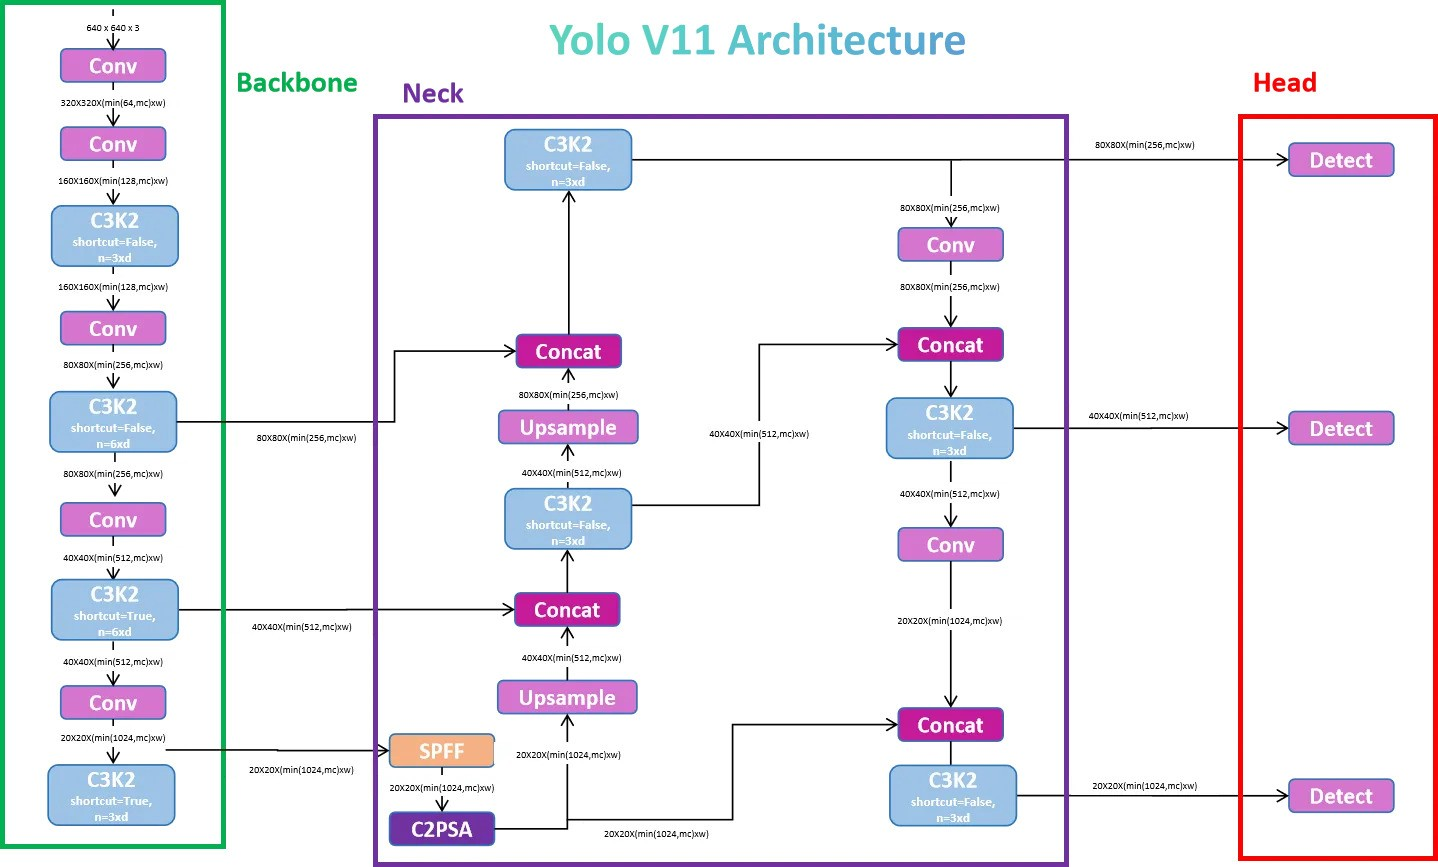 Yolo V11 Architecture
Backbone
640 x 640 x 3
Conv
320X320X(min(64,mc)xw)
Conv
160X160X(min(128,mc)xw)
C3K2
shortcut=False,
n=3xd
160X160X(min(128,mc)xw)
Conv
80X80X(min(256,mc)xw)
C3K2
shortcut=False,
n=6xd
80X80X(min(256,mc)xw)
80X80X(min(256,mc)xw)
Conv
40X40X(min(512,mc)xw)
C3K2
shortcut=True,
n=6xd
40X40X(min(512,mc)xw)
40X40X(min(512,mc)xw)
Conv
20X20X(min(1024,mc)xw)
C3K2
shortcut=True,
n=3xd
20X20X(min(1024,mc)xw)
Neck
C3K2
shortcut=False,
n=3xd
Concat
80X80X(min(256,mc)xw)
Upsample
40X40X(min(512,mc)xw)
C3K2
shortcut=False,
n=3xd
Concat
40X40X(min(512,mc)xw)
Upsample
20X20X(min(1024,mc)xw)
SPFF
20X20X(min(1024,mc)xw)
C2PSA
20X20X(min(1024,mc)xw)
40X40X(min(512,mc)xw)
80X80X(min(256,mc)xw)
Conv
80X80X(min(256,mc)xw)
Concat
C3K2
shortcut=False,
n=3xd
40X40X(min(512,mc)xw)
Conv
20X20X(min(1024,mc)xw)
Concat
C3K2
shortcut=False,
n=3xd
Head
80X80X(min(256,mc)xw)
Detect
40X40X(min(512,mc)xw)
Detect
20X20X(min(1024,mc)xw)
Detect